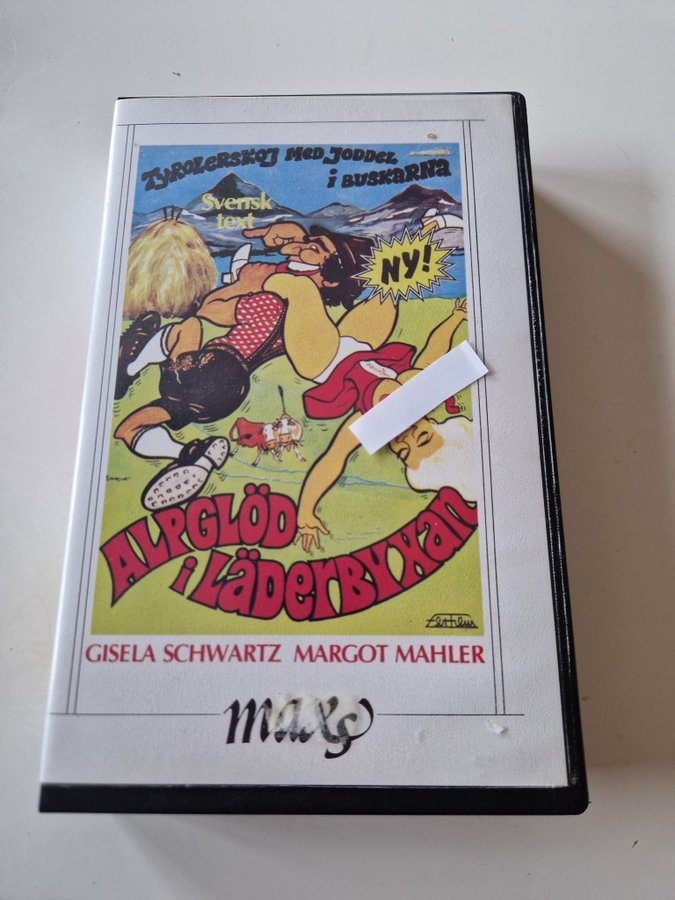 TYROLERSKOJ MED JODDEL
i BUSKARNA
Svensk
text
NY!
ALPGLÖD
i LÄDERBYXAN
GISELA SCHWARTZ MARGOT MAHLER
maxs